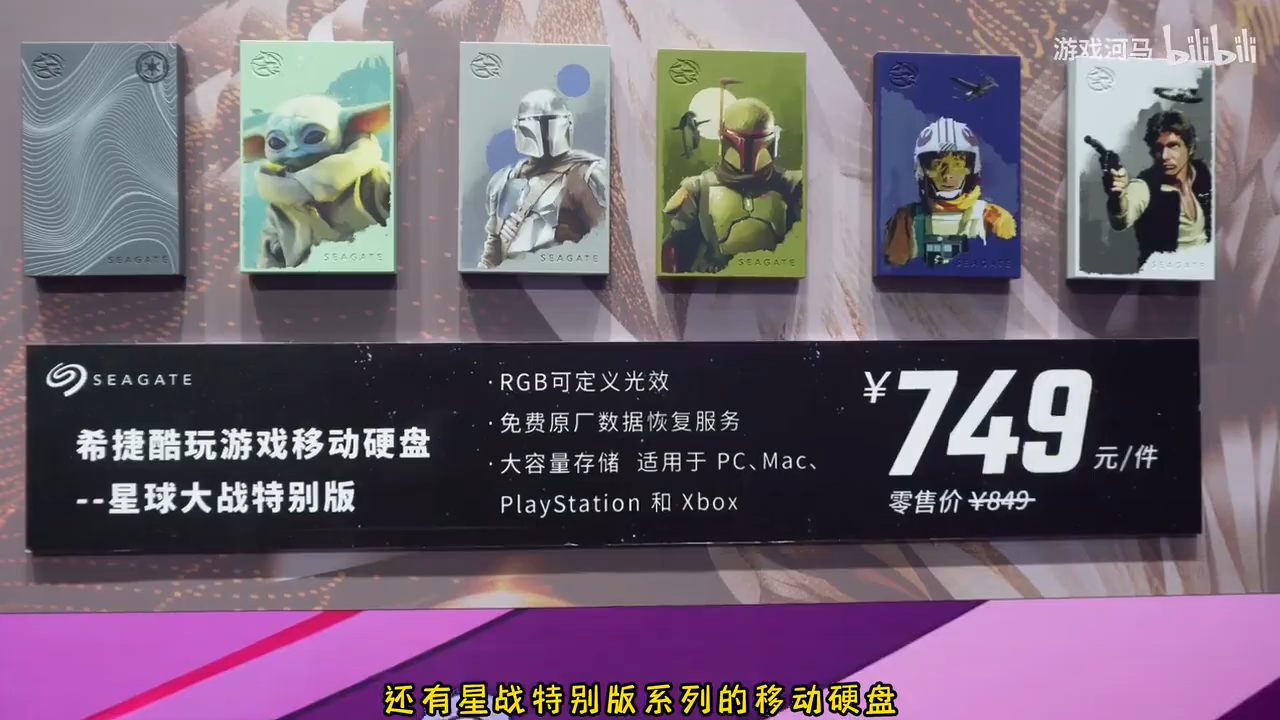 游戏河马 bilibili
SEAGATE
SEAGATE
SEAGATE
SEAGATE
SEAGATE
SEAGATE
SEAGATE
希捷酷玩游戏移动硬盘
--星球大战特别版
·RGB可定义光效
·免费原厂数据恢复服务
·大容量存储 适用于 PC、Mac、
PlayStation 和 Xbox
¥749元/件
零售价 ¥849
还有星战特别版系列的移动硬盘